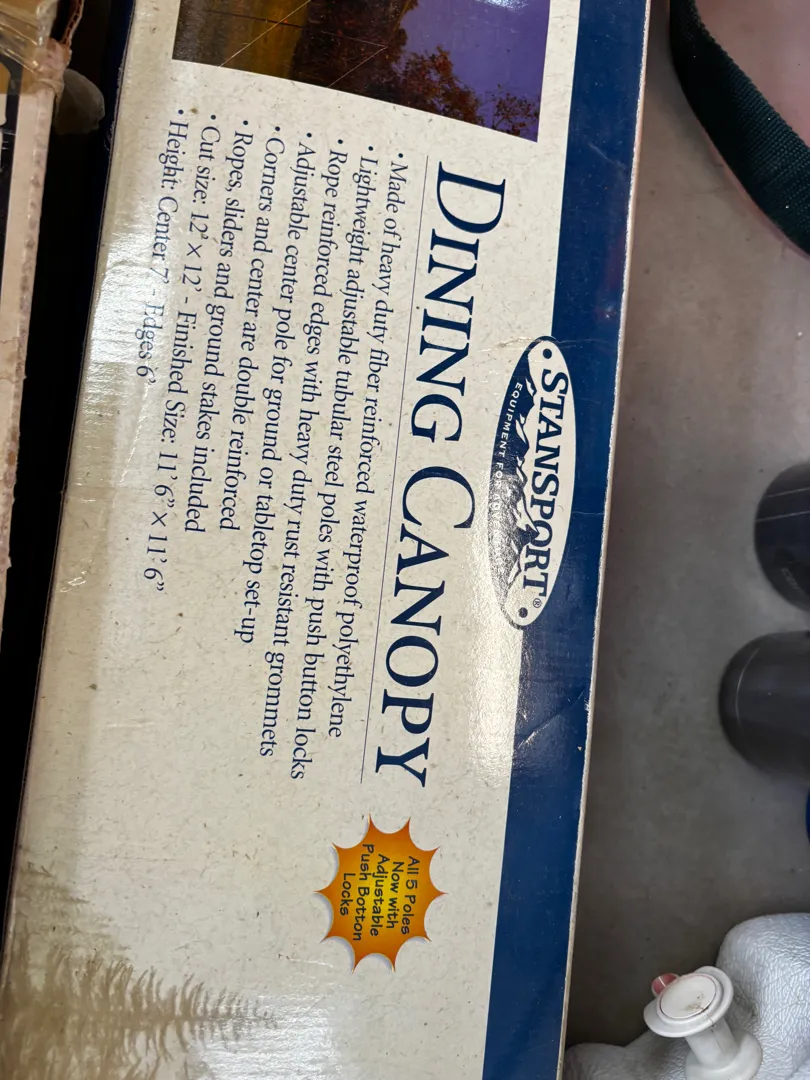 STANSPORT®
EQUIPMENT FOR
DINING CANOPY
• Made of heavy duty fiber reinforced waterproof polyethylene
• Lightweight adjustable tubular steel poles with push button locks
• Rope reinforced edges with heavy duty rust resistant grommets
• Adjustable center pole for ground or tabletop set-up
• Corners and center are double reinforced
• Ropes, sliders and ground stakes included
• Cut size: 12' × 12' - Finished Size: 11' 6" × 11' 6"
• Height: Center 7' - Edges 6'
All 5 Poles
Now with
Adjustable
Push Botton
Locks